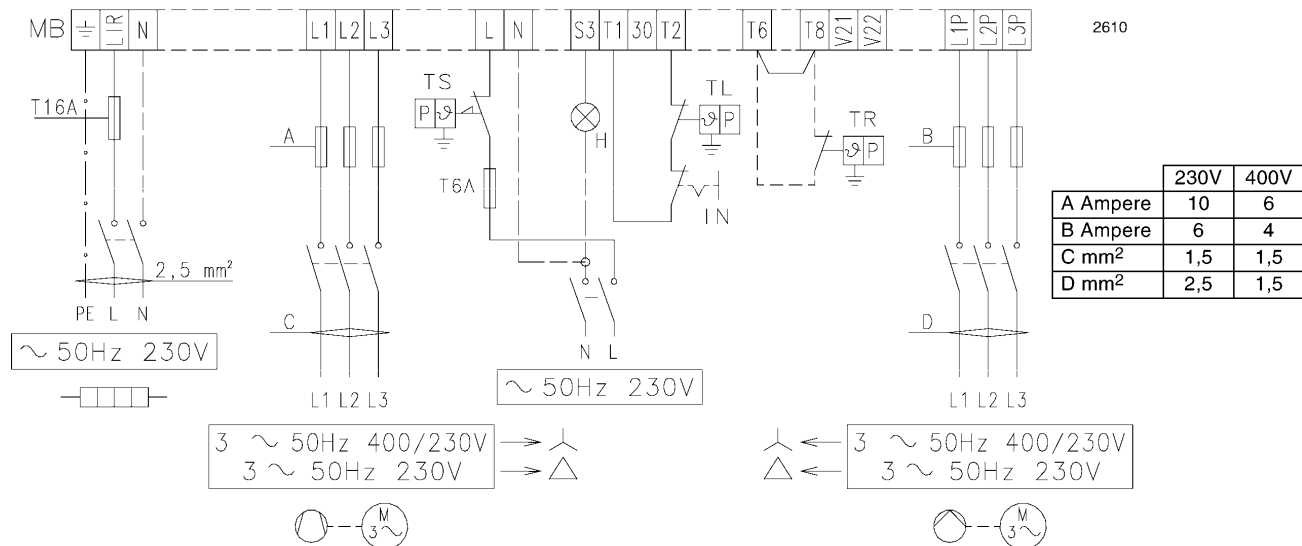 MB L1R N L1 L2 L3 L N S3 T1 30 T2 T6 T8 V21 V22 L1P L2P L3P
2610
T16A
TS
P ϑ
H
TL
ϑ P
TR
ϑ P
A
B
T6A
IN
230V 400V
A Ampere 10 6
B Ampere 6 4
C mm² 1,5 1,5
D mm² 2,5 1,5
2,5 mm²
PE L N
C
D
~ 50Hz 230V
N L
~ 50Hz 230V
L1 L2 L3
L1 L2 L3
3 ~ 50Hz 400/230V
3 ~ 50Hz 230V
3 ~ 50Hz 400/230V
3 ~ 50Hz 230V
M
3~
M
3~